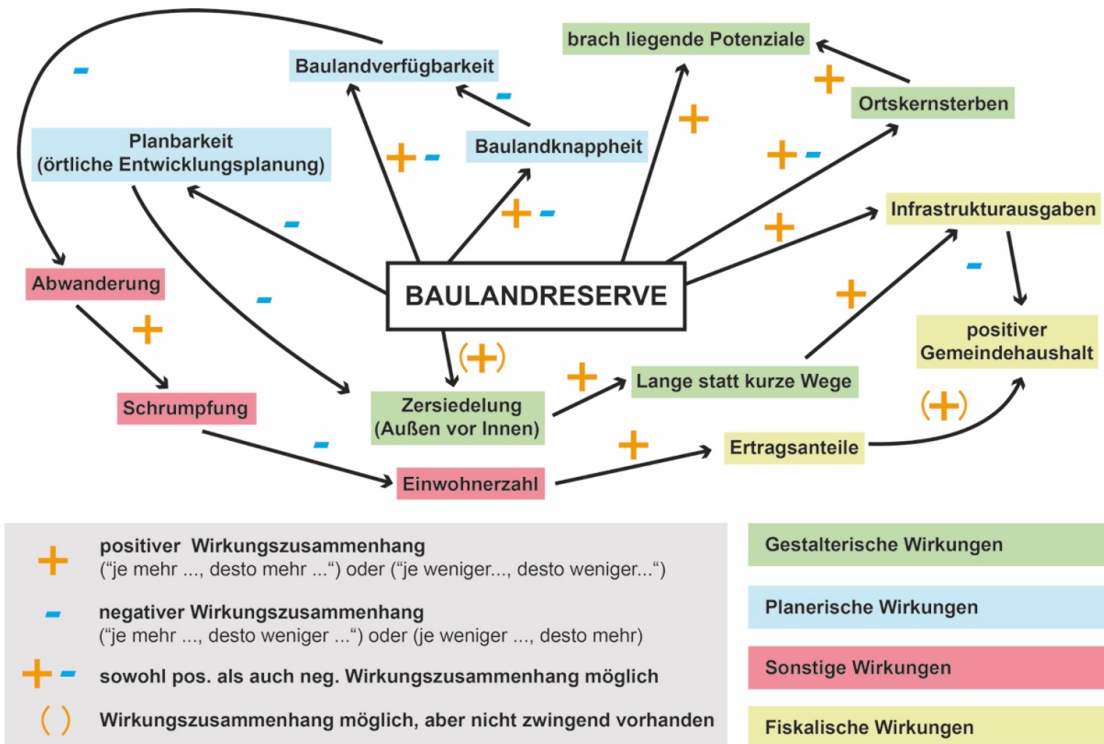 brach liegende Potenziale
Baulandverfügbarkeit
-
+
Ortskernsterben
-
+
Planbarkeit
(örtliche Entwicklungsplanung)
Baulandknappheit
+ -
+ -
Infrastrukturausgaben
+ -
-
+
-
Abwanderung
BAULANDRESERVE
-
+
+
positiver
Gemeindehaushalt
(+)
+
Lange statt kurze Wege
Schrumpfung
Zersiedelung
(Außen vor Innen)
(+)
-
+
Ertragsanteile
Einwohnerzahl
+
positiver Wirkungszusammenhang
("je mehr ..., desto mehr ...“) oder ("je weniger..., desto weniger...“)
-
negativer Wirkungszusammenhang
("je mehr ..., desto weniger ...“) oder (je weniger ..., desto mehr)
+ -
sowohl pos. als auch neg. Wirkungszusammenhang möglich
( )
Wirkungszusammenhang möglich, aber nicht zwingend vorhanden
Gestalterische Wirkungen
Planerische Wirkungen
Sonstige Wirkungen
Fiskalische Wirkungen